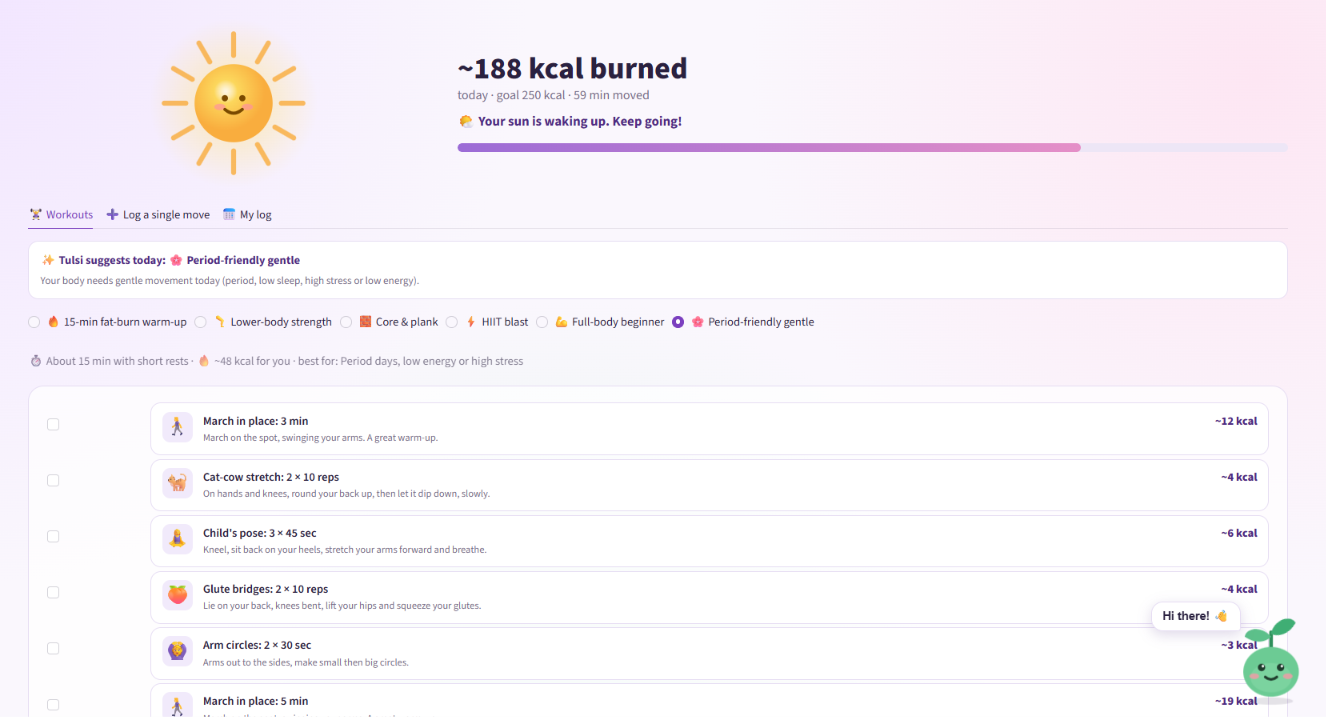 ~188 kcal burned
today · goal 250 kcal · 59 min moved
Your sun is waking up. Keep going!
Workouts
Log a single move
My log
Tulsi suggests today: Period-friendly gentle
Your body needs gentle movement today (period, low sleep, high stress or low energy).
15-min fat-burn warm-up
Lower-body strength
Core & plank
HIIT blast
Full-body beginner
Period-friendly gentle
About 15 min with short rests · ~48 kcal for you · best for: Period days, low energy or high stress
March in place: 3 min
~12 kcal
March on the spot, swinging your arms. A great warm-up.
Cat-cow stretch: 2 × 10 reps
~4 kcal
On hands and knees, round your back up, then let it dip down, slowly.
Child's pose: 3 × 45 sec
~6 kcal
Kneel, sit back on your heels, stretch your arms forward and breathe.
Glute bridges: 2 × 10 reps
~4 kcal
Lie on your back, knees bent, lift your hips and squeeze your glutes.
Hi there!
Arm circles: 2 × 30 sec
~3 kcal
Arms out to the sides, make small then big circles.
March in place: 5 min
~19 kcal